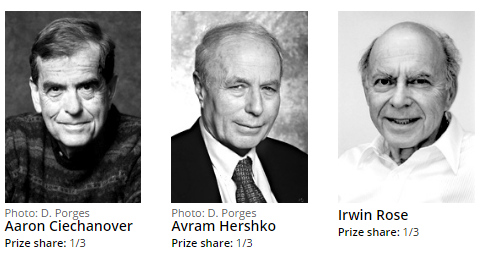 Photo: D. Porges
Aaron Ciechanover
Prize share: 1/3
Photo: D. Porges
Avram Hershko
Prize share: 1/3
Irwin Rose
Prize share: 1/3